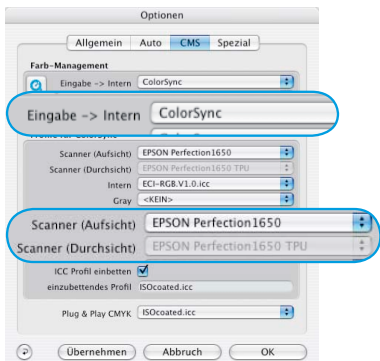 Optionen
Allgemein Auto CMS Spezial
Farb-Management
Eingabe -> Intern ColorSync
Eingabe -> Intern ColorSync
Scanner (Aufsicht) EPSON Perfection1650
Scanner (Durchsicht) EPSON Perfection1650 TPU
Intern ECI-RGB.V1.0.icc
Gray <KEIN>
Scanner (Aufsicht) EPSON Perfection1650
Scanner (Durchsicht) EPSON Perfection1650 TPU
ICC Profil einbetten
einzubettendes Profil ISOcoated.icc
Plug & Play CMYK ISOcoated.icc
? Übernehmen Abbruch OK